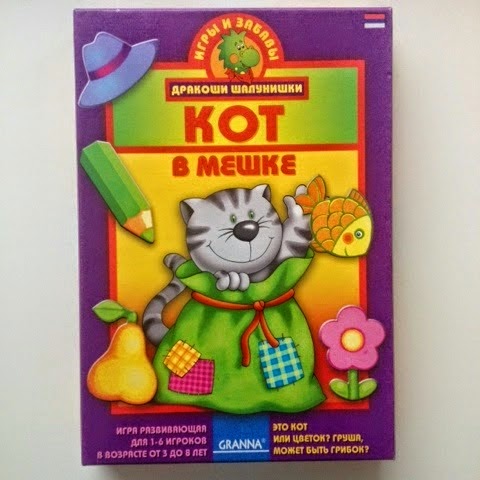 ИГРЫ И ЗАБАВЫ
ДРАКОШИ ШАЛУНИШКИ
КОТ
В МЕШКЕ
ИГРА РАЗВИВАЮЩАЯ
ДЛЯ 1-6 ИГРОКОВ
В ВОЗРАСТЕ ОТ 3 ДО 8 ЛЕТ
GRANNA®
ЭТО КОТ
ИЛИ ЦВЕТОК? ГРУША,
МОЖЕТ БЫТЬ ГРИБОК?